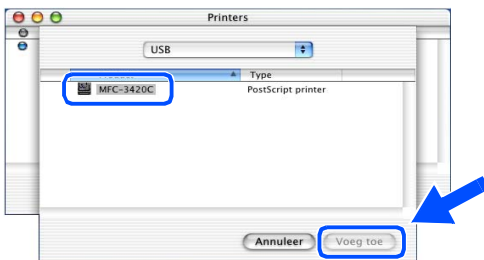 Printers
USB
Type
MFC-3420C PostScript printer
Annuleer Voeg toe